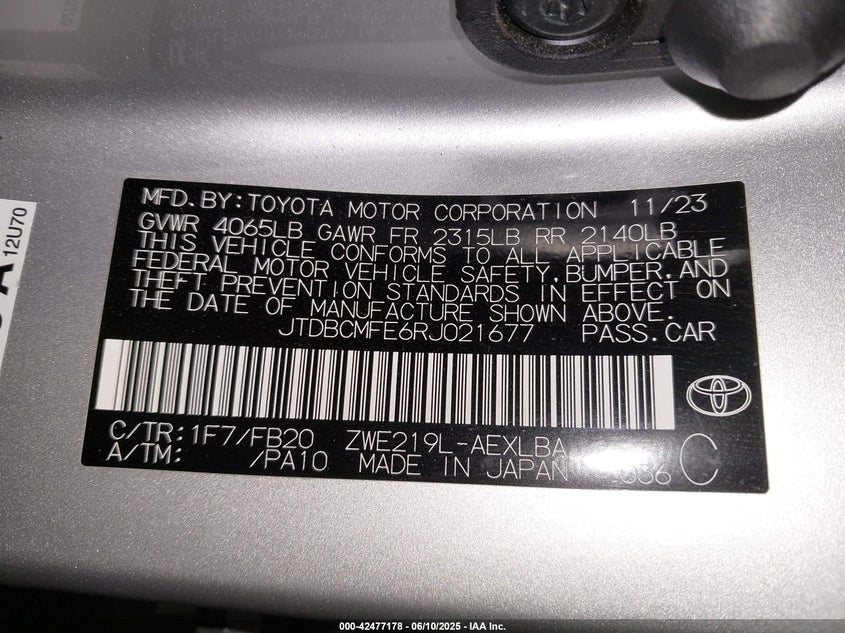 MFD.BY:TOYOTA MOTOR CORPORATION 11/23
GVWR 4065LB GAWR FR 2315LB RR 2140LB
THIS VEHICLE CONFORMS TO ALL APPLICABLE
FEDERAL MOTOR VEHICLE SAFETY,BUMPER,AND
THEFT PREVENTION STANDARDS IN EFFECT ON
THE DATE OF MANUFACTURE SHOWN ABOVE.
JTDBCMFE6RJ021677 PASS.CAR
C/TR:1F7/FB20 ZWE219L-AEXLBA
A/TM: /PA10 MADE IN JAPAN C
12U70
000-42477178 - 06/10/2025 - IAA Inc.